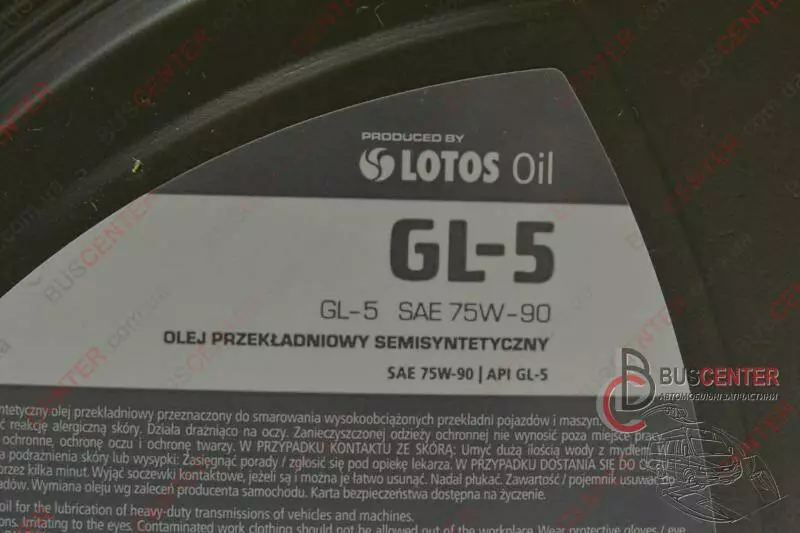 PRODUCED BY
LOTOS Oil
GL-5
GL-5 SAE 75W-90
OLEJ PRZEKŁADNIOWY SEMISYNTETYCZNY
SAE 75W-90 | API GL-5
BUSCENTER
АВТОМОБІЛЬНІ ЗАПЧАСТИНИ
olej przekładniowy przeznaczony do smarowania wysokoobciążonych przekładni pojazdów i maszyn.
reakcję alergiczną skóry. Działa drażniąco na oczy. Zanieczyszczonej odzieży ochronnej nie wynosić poza miejsce pracy.
ochronne, ochronę oczu i ochronę twarzy. W PRZYPADKU KONTAKTU ZE SKÓRĄ: Umyć dużą ilością wody z mydłem.
podrażnienia skóry lub wysypki: Zasięgnąć porady / zgłosić się pod opiekę lekarza. W PRZYPADKU DOSTANIA SIĘ DO OCZU
przez kilka minut. Wyjąć soczewki kontaktowe, jeżeli są i można je łatwo usunąć. Nadal płukać. Zawartość / pojemnik usuwać do
Wymiana oleju wg zaleceń producenta samochodu. Karta bezpieczeństwa dostępna na życzenie.
oil for the lubrication of heavy-duty transmissions of vehicles and machines.
Irritating to the eyes. Contaminated work clothing should not be allowed out of the workplace. Wear protective gloves / eye